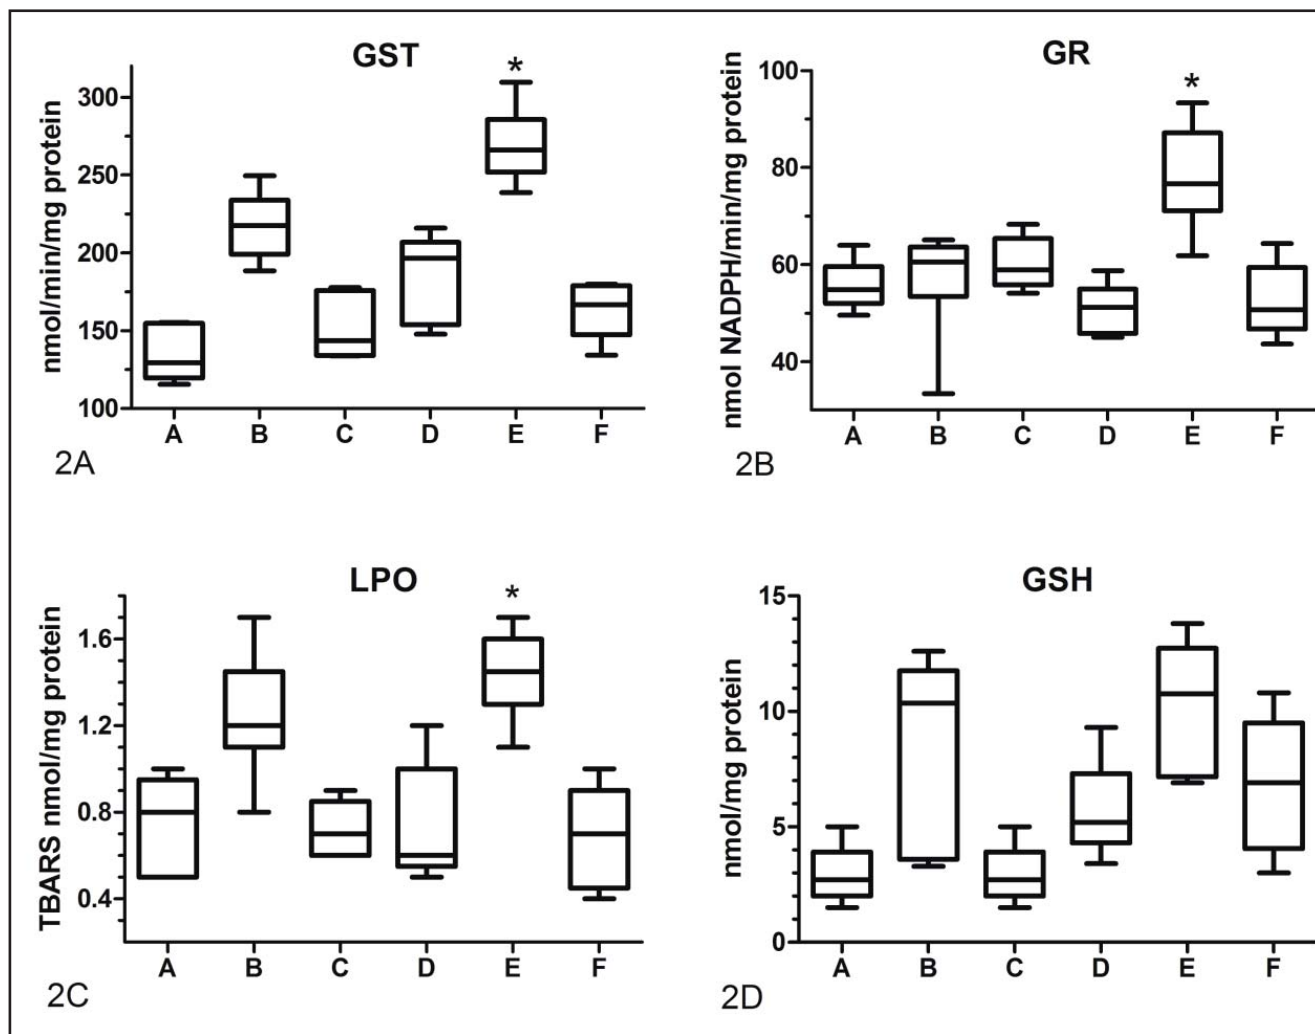 GST
*
nmol/min/mg protein
300
250
200
150
100
A B C D E F
2A
GR
*
nmol NADPH/min/mg protein
100
80
60
40
A B C D E F
2B
LPO
*
TBARS nmol/mg protein
1.6
1.2
0.8
0.4
A B C D E F
2C
GSH
nmol/mg protein
15
10
5
0
A B C D E F
2D